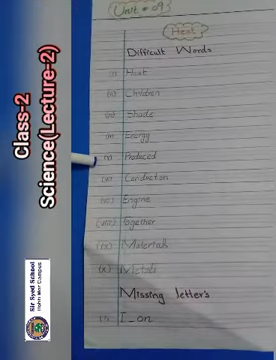 Class-2
Science(Lecture-2)
Sir Syed School
Unit # 09
Heat
Difficult Words
(i) Heat
(ii) Children
(iii) Shade
(iv) Energy
(v) Produced
(vi) Conduction
(vii) Engine
(viii) Together
(ix) Materials
(x) Metals
Missing letters
(i) I_on